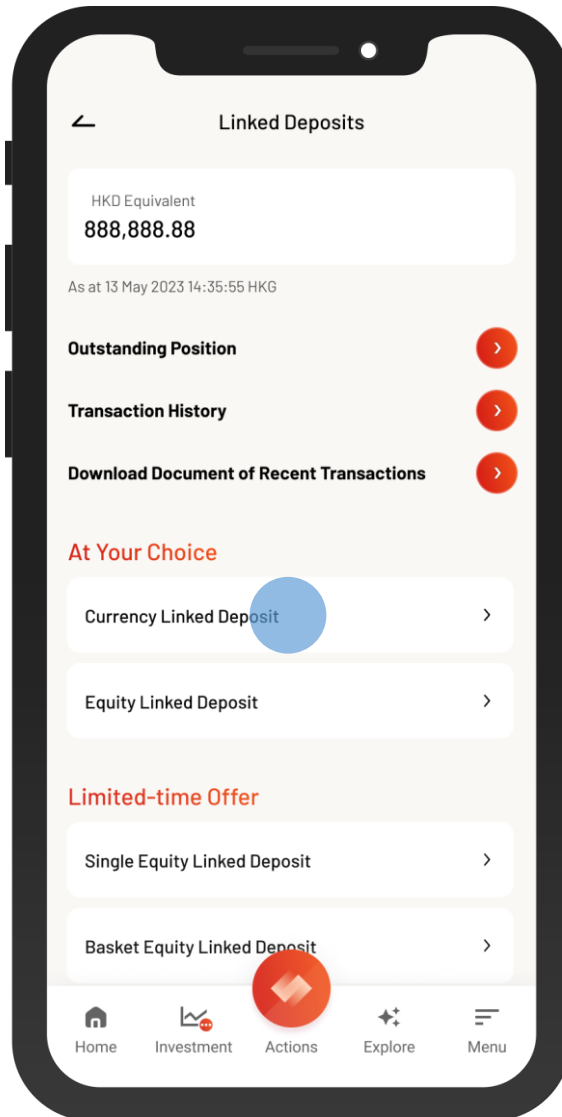 Linked Deposits
HKD Equivalent
888,888.88
As at 13 May 2023 14:35:55 HKG
Outstanding Position
Transaction History
Download Document of Recent Transactions
At Your Choice
Currency Linked Deposit
Equity Linked Deposit
Limited-time Offer
Single Equity Linked Deposit
Basket Equity Linked Deposit
Home Investment Actions Explore Menu